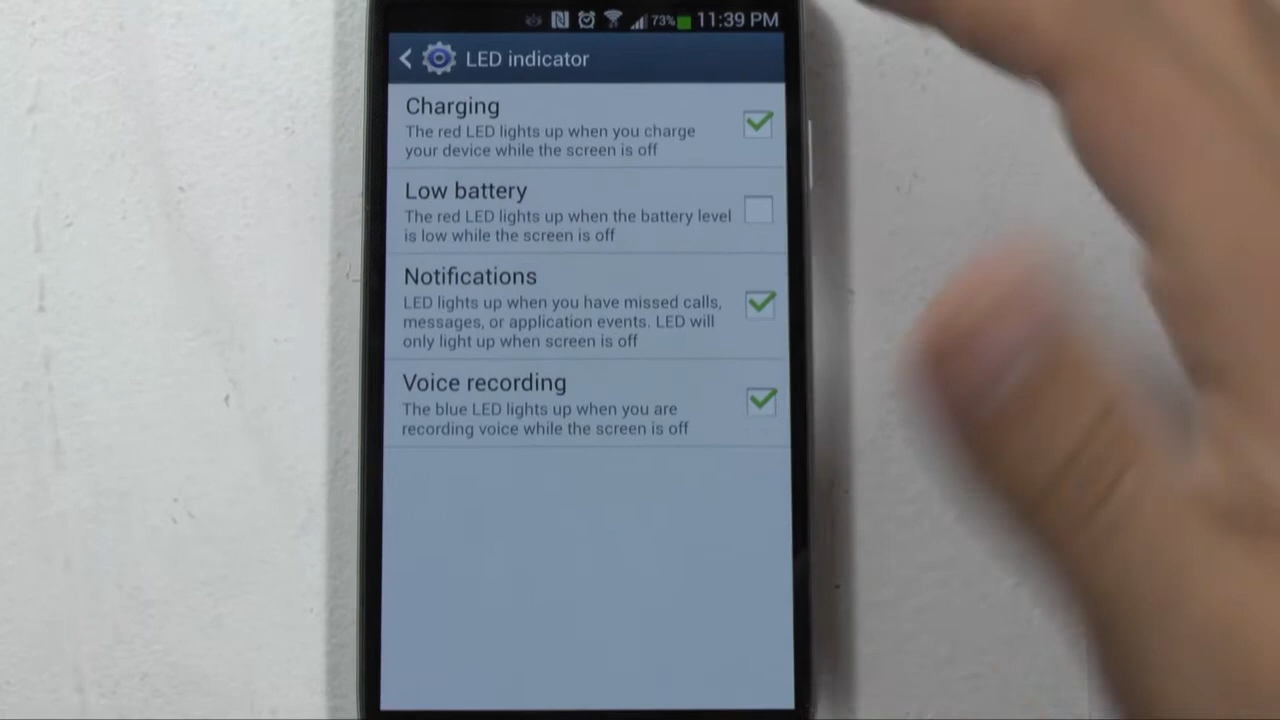 73% 11:39 PM
LED indicator
Charging
The red LED lights up when you charge
your device while the screen is off
Low battery
The red LED lights up when the battery level
is low while the screen is off
Notifications
LED lights up when you have missed calls,
messages, or application events. LED will
only light up when screen is off
Voice recording
The blue LED lights up when you are
recording voice while the screen is off